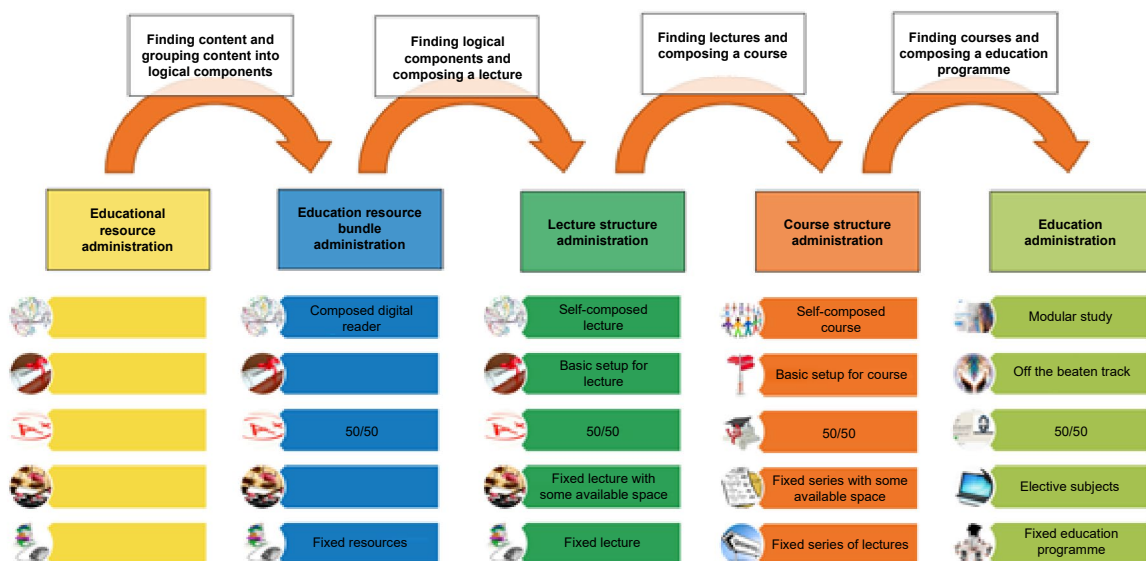 Finding content and
grouping content into
logical components
Finding logical
components and
composing a lecture
Finding lectures and
composing a course
Finding courses and
composing a education
programme
Educational
resource
administration
Education resource
bundle
administration
Lecture structure
administration
Course structure
administration
Education
administration
Composed digital
reader
Self-composed
lecture
Self-composed
course
Modular study
Basic setup for
lecture
Basic setup for course
Off the beaten track
50/50
50/50
50/50
50/50
Fixed lecture with
some available space
Fixed series with some
available space
Elective subjects
Fixed resources
Fixed lecture
Fixed series of lectures
Fixed education
programme